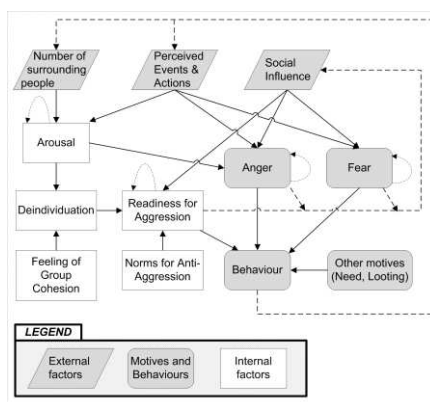 Number of
surrounding
people
Perceived
Events &
Actions
Social
Influence
Arousal
Anger
Fear
Deindividuation
Readiness for
Aggression
Feeling of
Group
Cohesion
Norms for Anti-
Aggression
Behaviour
Other motives
(Need, Looting)
LEGEND
External
factors
Motives and
Behaviours
Internal
factors